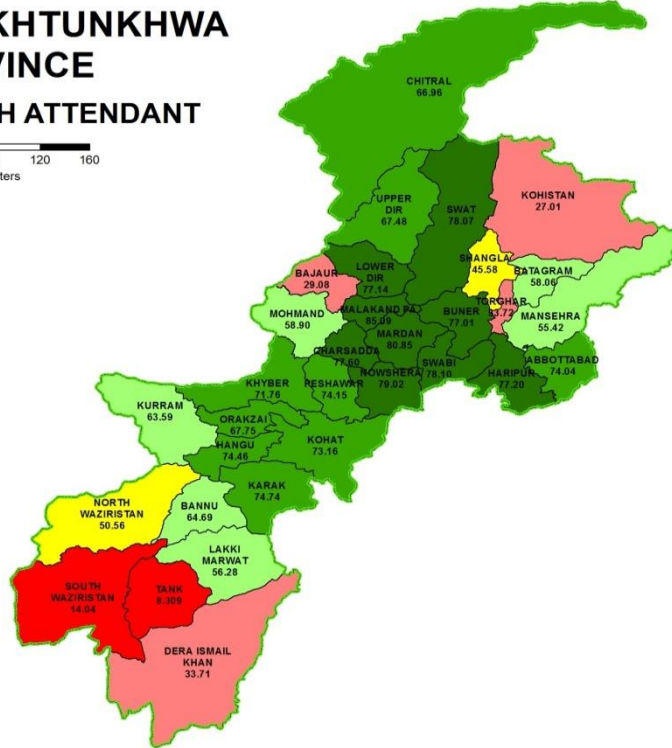 KHTUNKHWA
VINCE
H ATTENDANT
120 160
ters
CHITRAL
66.96
UPPER
DIR
67.48
SWAT
78.07
KOHISTAN
27.01
SHANGLA
45.58
BATAGRAM
58.06
LOWER
DIR
77.14
BAJAUR
29.08
MOHMAND
58.90
MALAKAND PA
85.09
BUNER
77.01
TORGHAR
MANSEHRA
55.42
MARDAN
80.85
CHARSADDA
77.60
NOWSHERA
79.02
SWABI
78.10
HARIPUR
77.20
ABBOTTABAD
74.04
KHYBER
71.76
PESHAWAR
74.15
KURRAM
63.59
ORAKZAI
67.75
HANGU
74.46
KOHAT
73.16
KARAK
74.74
NORTH
WAZIRISTAN
50.56
BANNU
64.69
LAKKI
MARWAT
56.28
SOUTH
WAZIRISTAN
14.04
TANK
8.309
DERA ISMAIL
KHAN
33.71